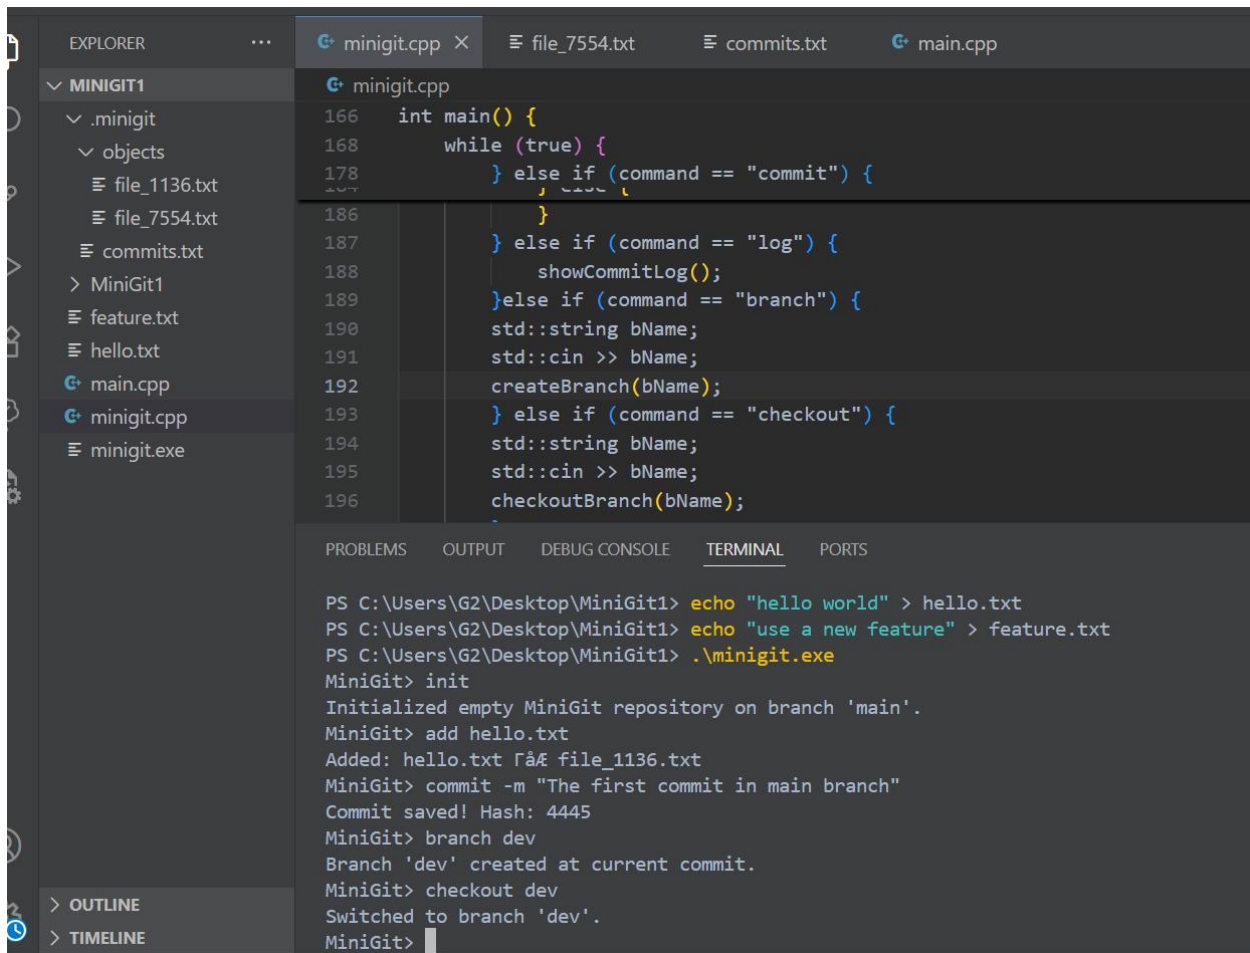 EXPLORER ...
MINIGIT1
.minigit
objects
file_1136.txt
file_7554.txt
commits.txt
MiniGit1
feature.txt
hello.txt
main.cpp
minigit.cpp
minigit.exe
OUTLINE
TIMELINE
minigit.cpp × file_7554.txt commits.txt main.cpp
minigit.cpp
166 int main() {
168 while (true) {
178 } else if (command == "commit") {
184 } else {
186 }
187 } else if (command == "log") {
188 showCommitLog();
189 }else if (command == "branch") {
190 std::string bName;
191 std::cin >> bName;
192 createBranch(bName);
193 } else if (command == "checkout") {
194 std::string bName;
195 std::cin >> bName;
196 checkoutBranch(bName);
PROBLEMS OUTPUT DEBUG CONSOLE TERMINAL PORTS
PS C:\Users\G2\Desktop\MiniGit1> echo "hello world" > hello.txt
PS C:\Users\G2\Desktop\MiniGit1> echo "use a new feature" > feature.txt
PS C:\Users\G2\Desktop\MiniGit1> .\minigit.exe
MiniGit> init
Initialized empty MiniGit repository on branch 'main'.
MiniGit> add hello.txt
Added: hello.txt ΓåÆ file_1136.txt
MiniGit> commit -m "The first commit in main branch"
Commit saved! Hash: 4445
MiniGit> branch dev
Branch 'dev' created at current commit.
MiniGit> checkout dev
Switched to branch 'dev'.
MiniGit>